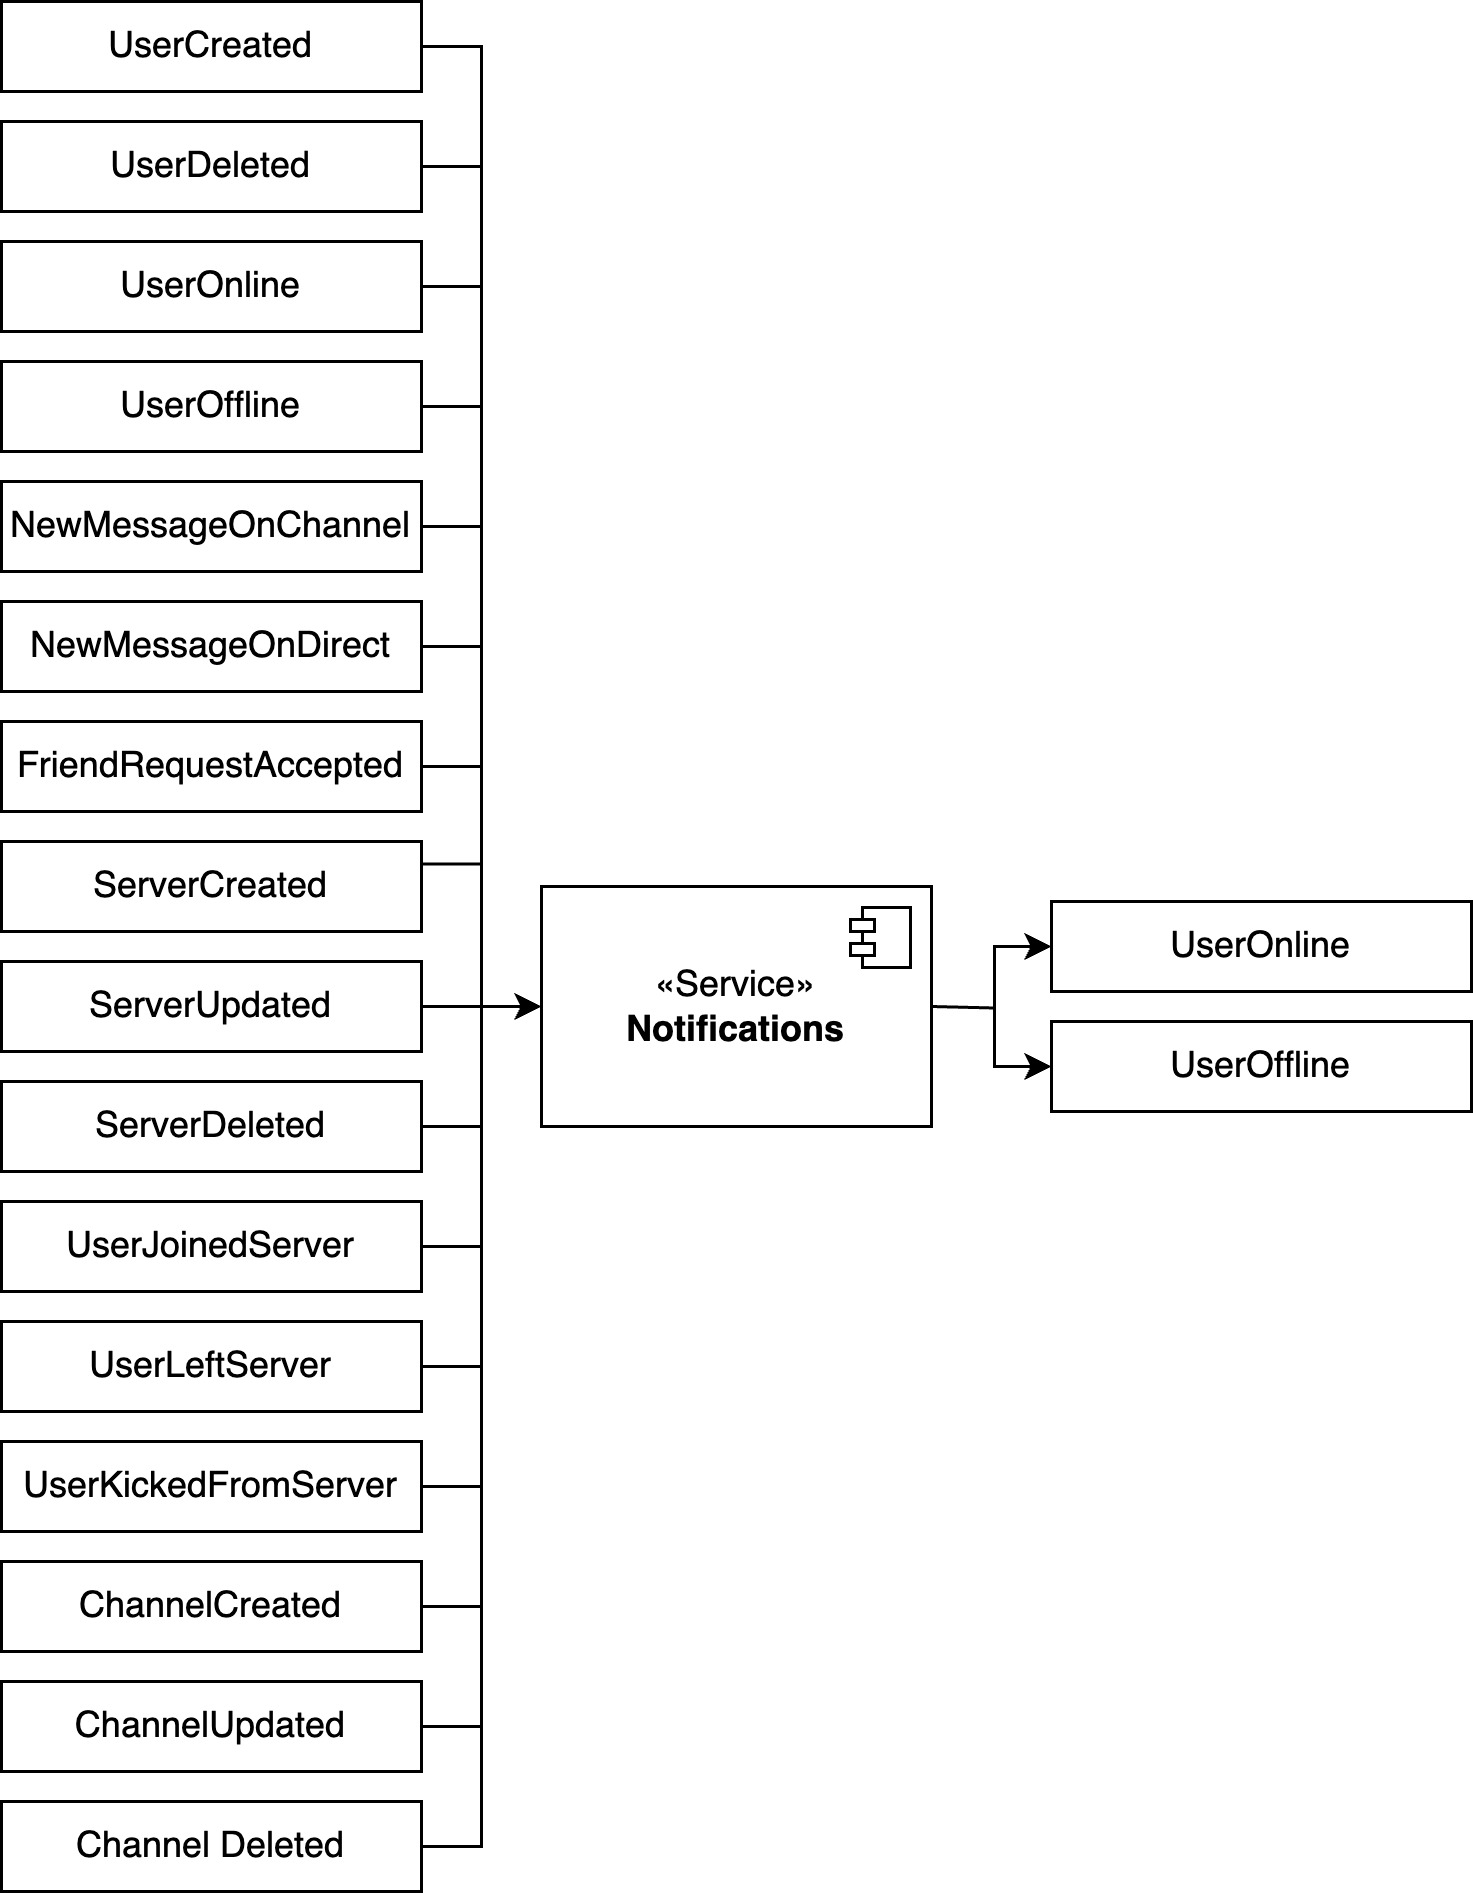 UserCreated
UserDeleted
UserOnline
UserOffline
NewMessageOnChannel
NewMessageOnDirect
FriendRequestAccepted
ServerCreated
ServerUpdated
ServerDeleted
UserJoinedServer
UserLeftServer
UserKickedFromServer
ChannelCreated
ChannelUpdated
Channel Deleted
«Service»
Notifications
UserOnline
UserOffline